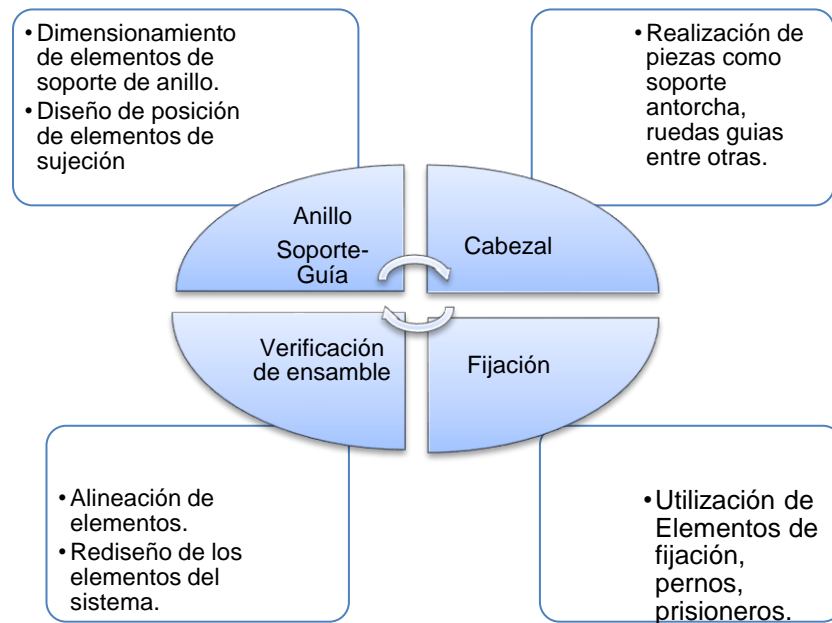 • Dimensionamiento
de elementos de
soporte de anillo.
• Diseño de posición
de elementos de
sujeción
• Realización de
piezas como
soporte
antorcha,
ruedas guias
entre otras.
Anillo
Soporte-
Guía
Cabezal
Verificación
de ensamble
Fijación
• Alineación de
elementos.
• Rediseño de los
elementos del
sistema.
• Utilización de
Elementos de
fijación,
pernos,
prisioneros.